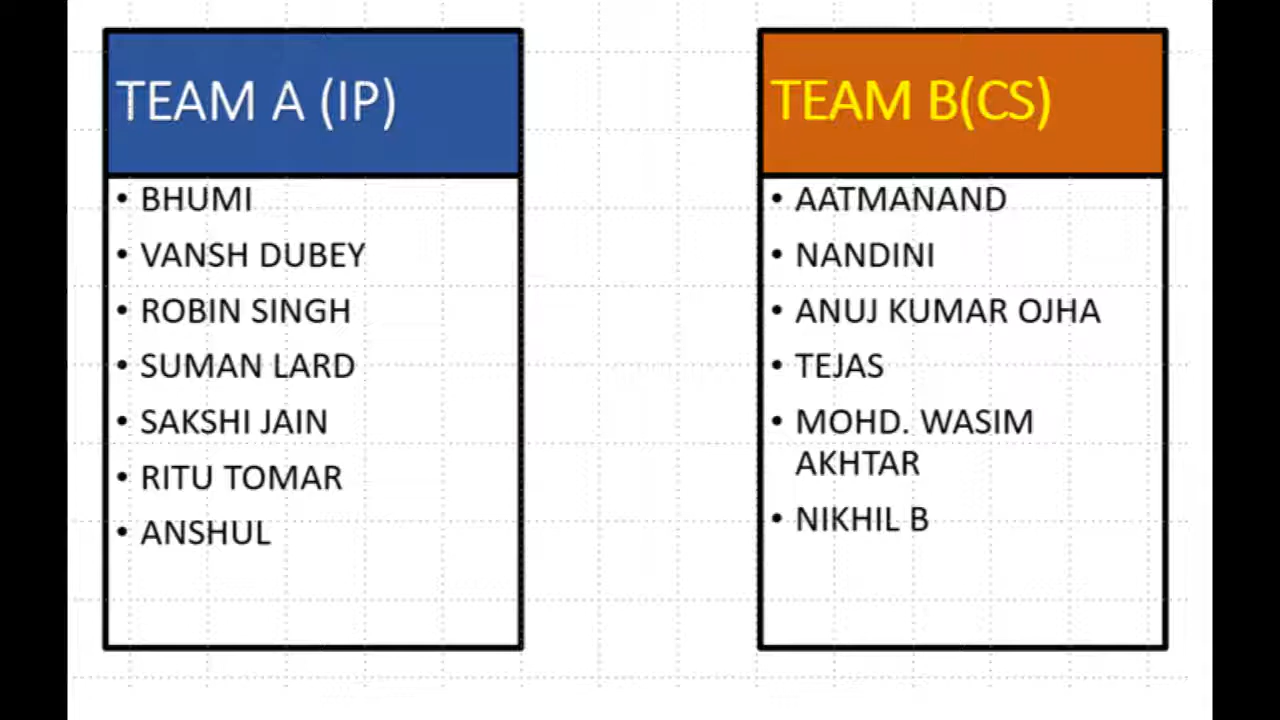 TEAM A (IP)
• BHUMI
• VANSH DUBEY
• ROBIN SINGH
• SUMAN LARD
• SAKSHI JAIN
• RITU TOMAR
• ANSHUL
TEAM B(CS)
• AATMANAND
• NANDINI
• ANUJ KUMAR OJHA
• TEJAS
• MOHD. WASIM
AKHTAR
• NIKHIL B